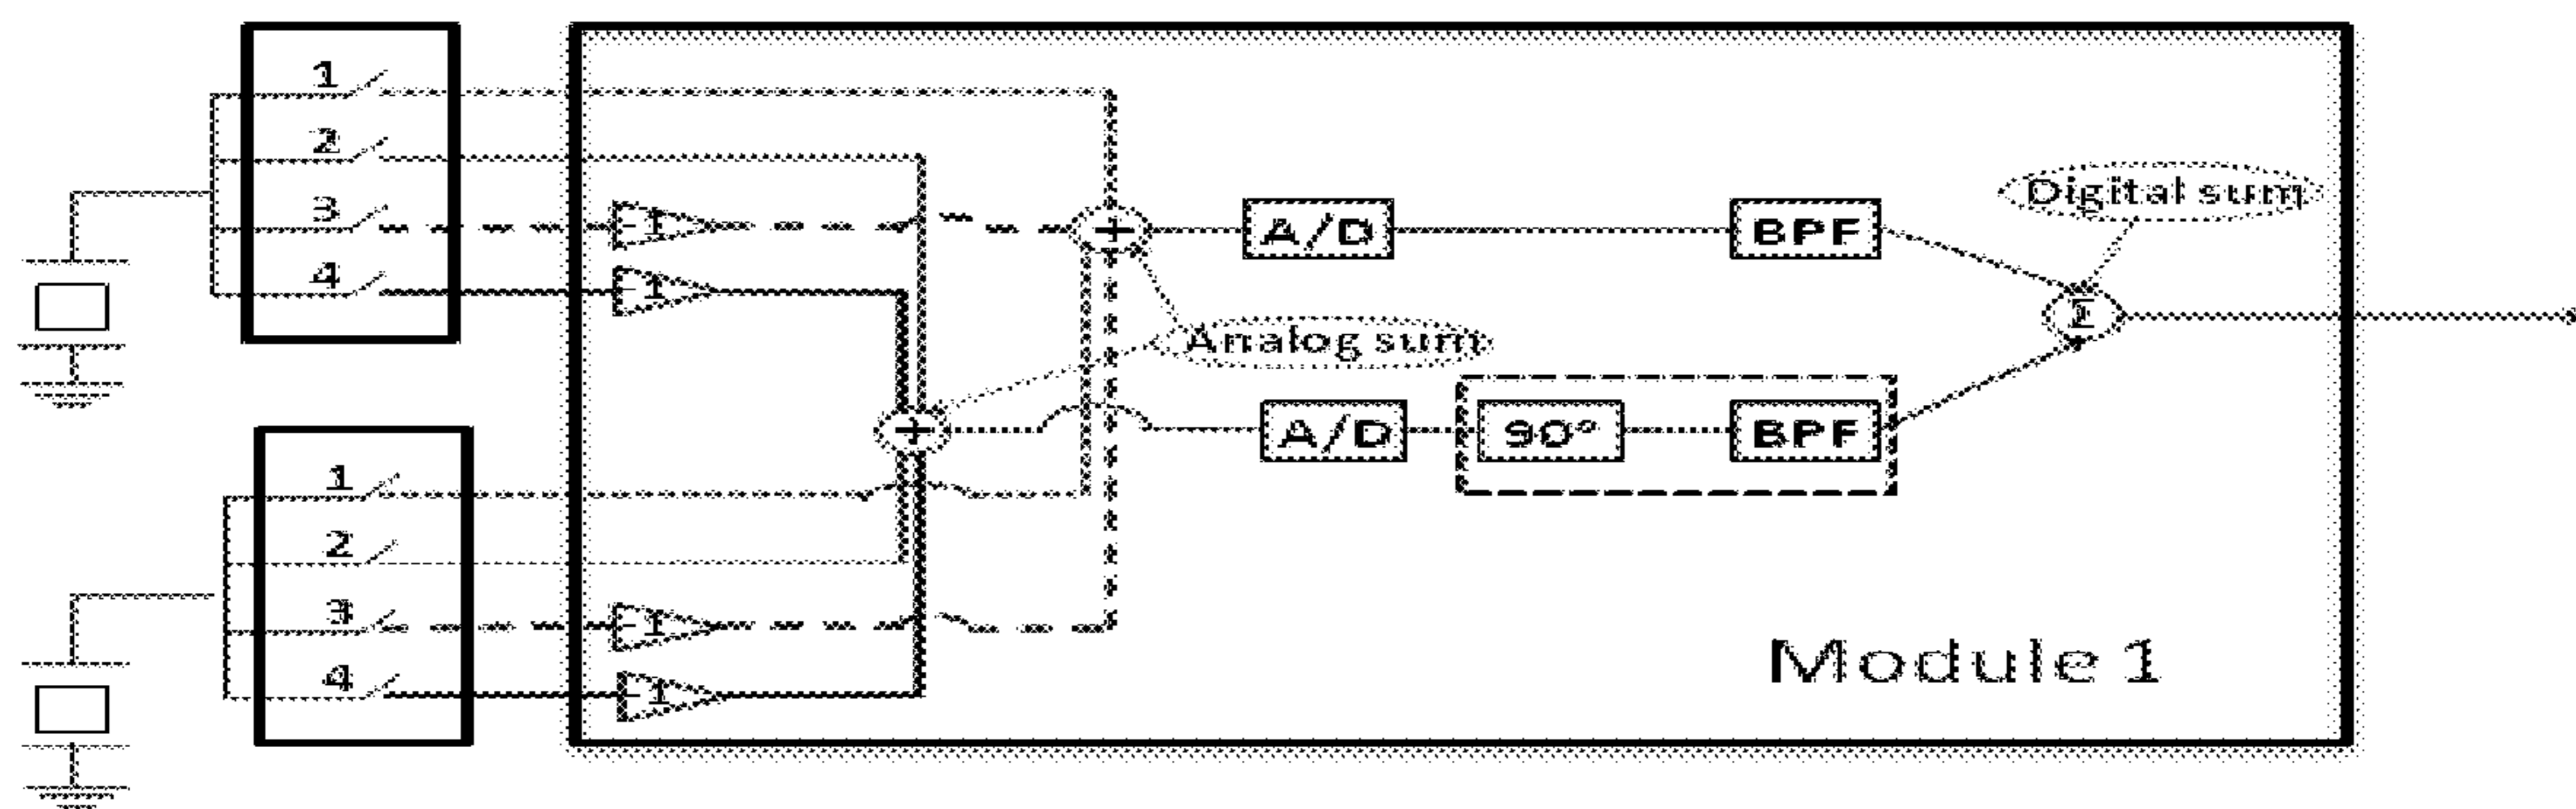 1
2
3
4
-1
-1
+
A/D
BPF
Digital sum
Σ
Analog sum
+
A/D
90°
BPF
1
2
3
4
-1
-1
Module 1